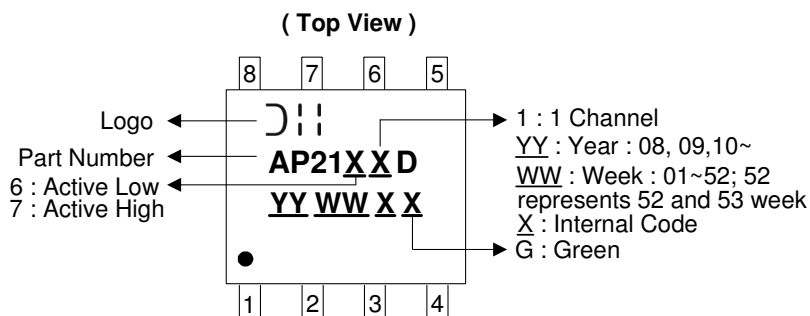 ( Top View )
8 7 6 5
Logo
Part Number
6 : Active Low
7 : Active High
AP21XXD
YY WW X X
1 : 1 Channel
YY : Year : 08, 09,10~
WW : Week : 01~52; 52
represents 52 and 53 week
X : Internal Code
G : Green
1 2 3 4